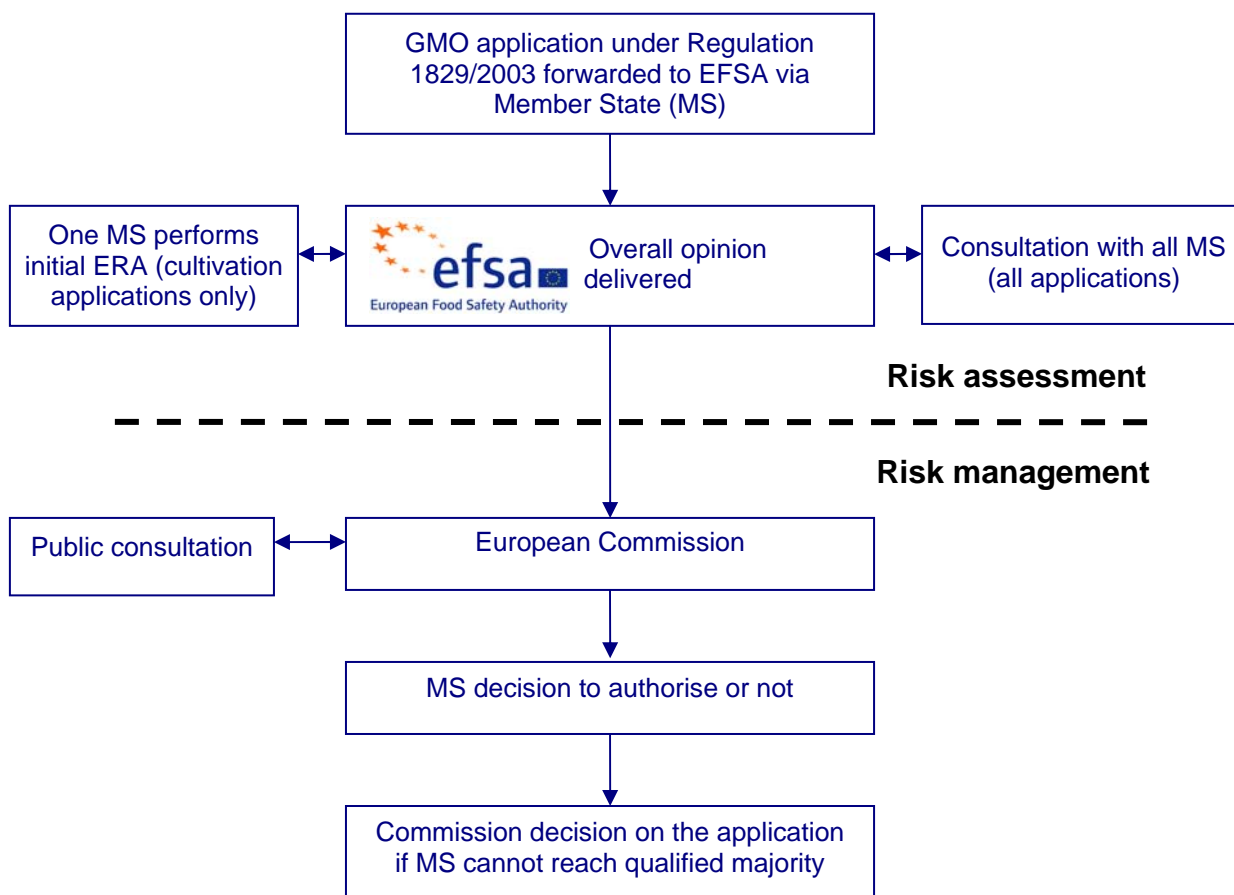 GMO application under Regulation
1829/2003 forwarded to EFSA via
Member State (MS)
One MS performs
initial ERA (cultivation
applications only)
efsa
European Food Safety Authority
Overall opinion
delivered
Consultation with all MS
(all applications)
Risk assessment
Risk management
Public consultation
European Commission
MS decision to authorise or not
Commission decision on the application
if MS cannot reach qualified majority